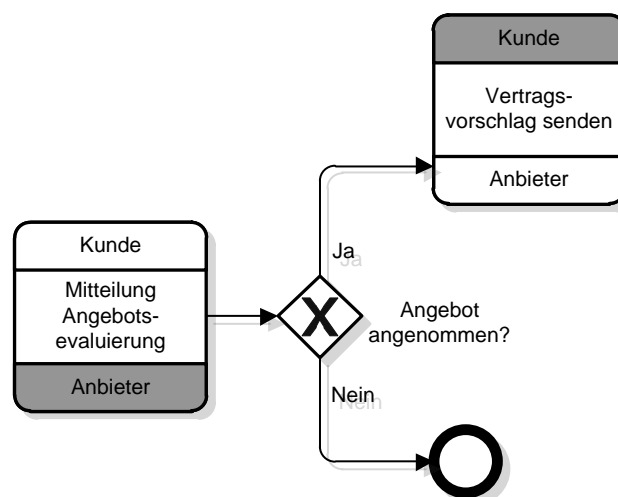 Kunde
Vertrags-
vorschlag senden
Anbieter
Ja
Kunde
Mitteilung
Angebots-
evaluierung
Anbieter
X
Angebot
angenommen?
Nein